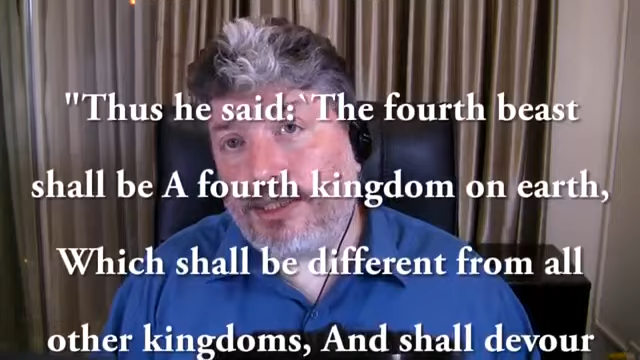 "Thus he said:`The fourth beast
shall be A fourth kingdom on earth,
Which shall be different from all
other kingdoms, And shall devour